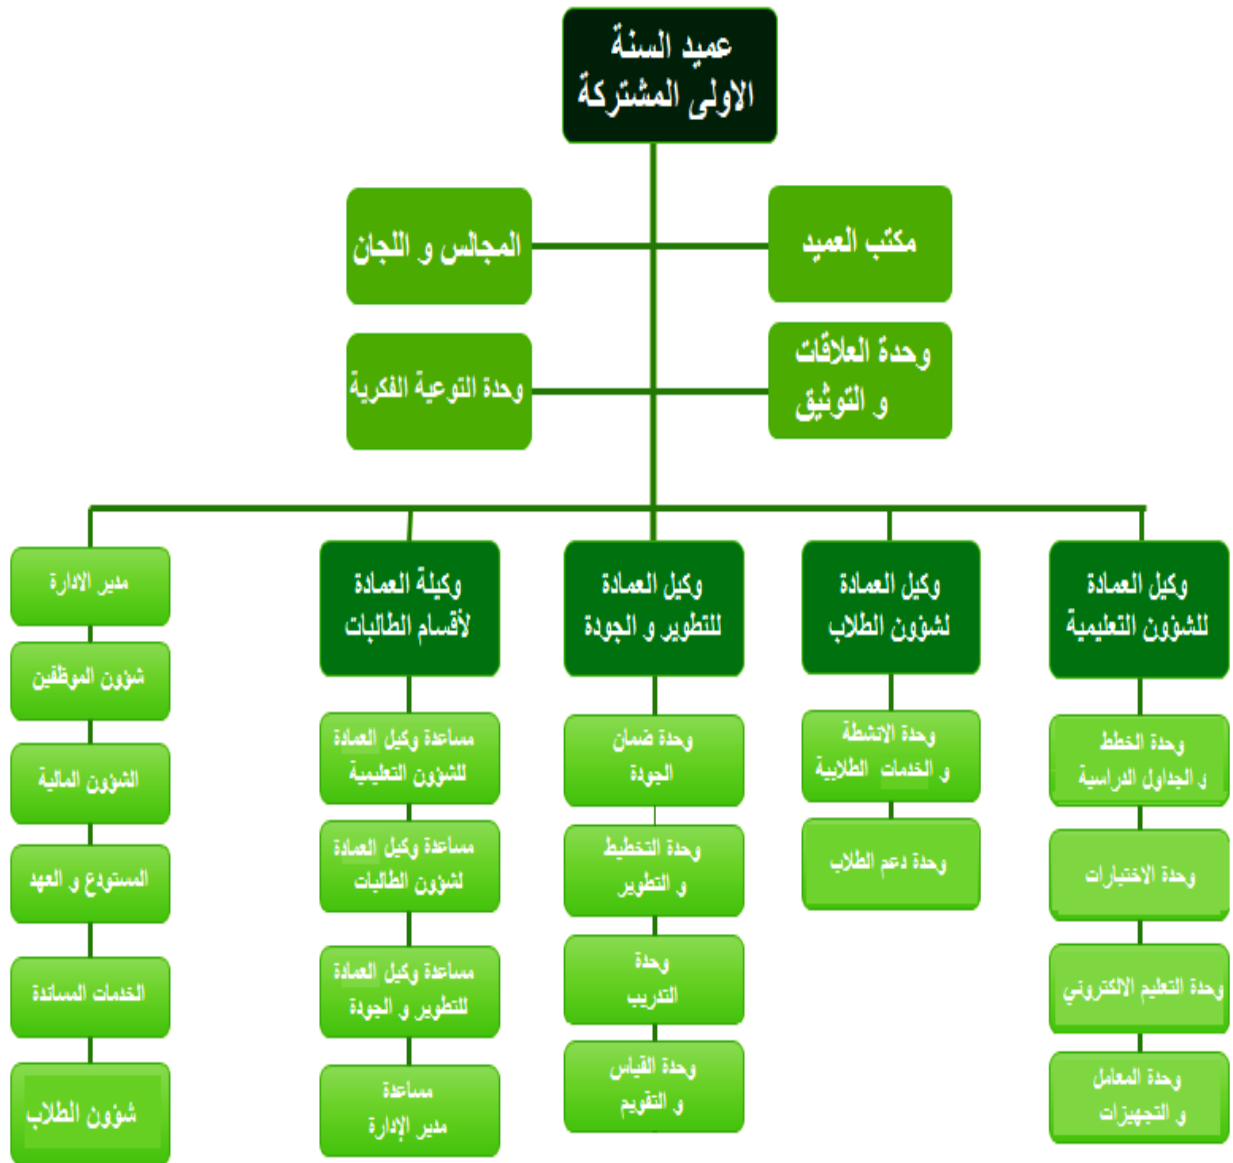 عميد السنة
الاولى المشتركة
مكتب العميد
المجالس و اللجان
وحدة العلاقات
و التوثيق
وحدة التوعية الفكرية
وكيل العمادة
للشؤون التعليمية
وحدة الخطط
و الجداول الدراسية
وحدة الاختبارات
وحدة التعليم الالكتروني
وحدة المعامل
و التجهيزات
وكيل العمادة
لشؤون الطلاب
وحدة الانشطة
و الخدمات الطلابية
وحدة دعم الطلاب
وكيل العمادة
للتطوير و الجودة
وحدة ضمان
الجودة
وحدة التخطيط
و التطوير
وحدة
التدريب
وحدة القياس
و التقويم
وكيلة العمادة
لأقسام الطالبات
مساعدة وكيل العمادة
للشؤون التعليمية
مساعدة وكيل العمادة
لشؤون الطالبات
مساعدة وكيل العمادة
للتطوير و الجودة
مساعدة
مدير الإدارة
مدير الادارة
شؤون الموظفين
الشؤون المالية
المستودع و العهد
الخدمات المساندة
شؤون الطلاب